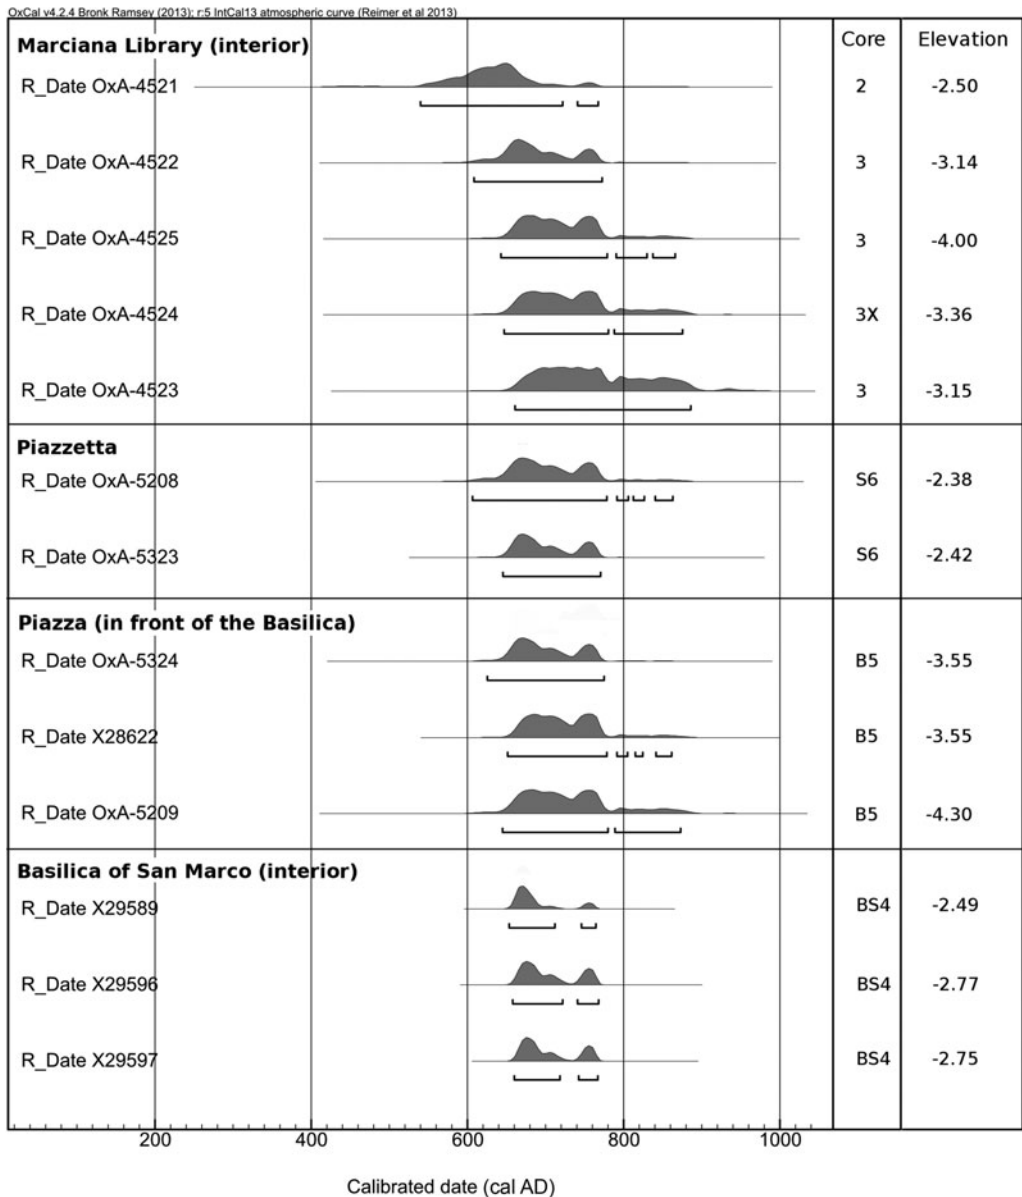 OxCal v4.2.4 Bronk Ramsey (2013); r:5 IntCal13 atmospheric curve (Reimer et al 2013)
Core Elevation
Marciana Library (interior)
R_Date OxA-4521 2 -2.50
R_Date OxA-4522 3 -3.14
R_Date OxA-4525 3 -4.00
R_Date OxA-4524 3X -3.36
R_Date OxA-4523 3 -3.15
Piazzetta
R_Date OxA-5208 S6 -2.38
R_Date OxA-5323 S6 -2.42
Piazza (in front of the Basilica)
R_Date OxA-5324 B5 -3.55
R_Date X28622 B5 -3.55
R_Date OxA-5209 B5 -4.30
Basilica of San Marco (interior)
R_Date X29589 BS4 -2.49
R_Date X29596 BS4 -2.77
R_Date X29597 BS4 -2.75
200 400 600 800 1000
Calibrated date (cal AD)